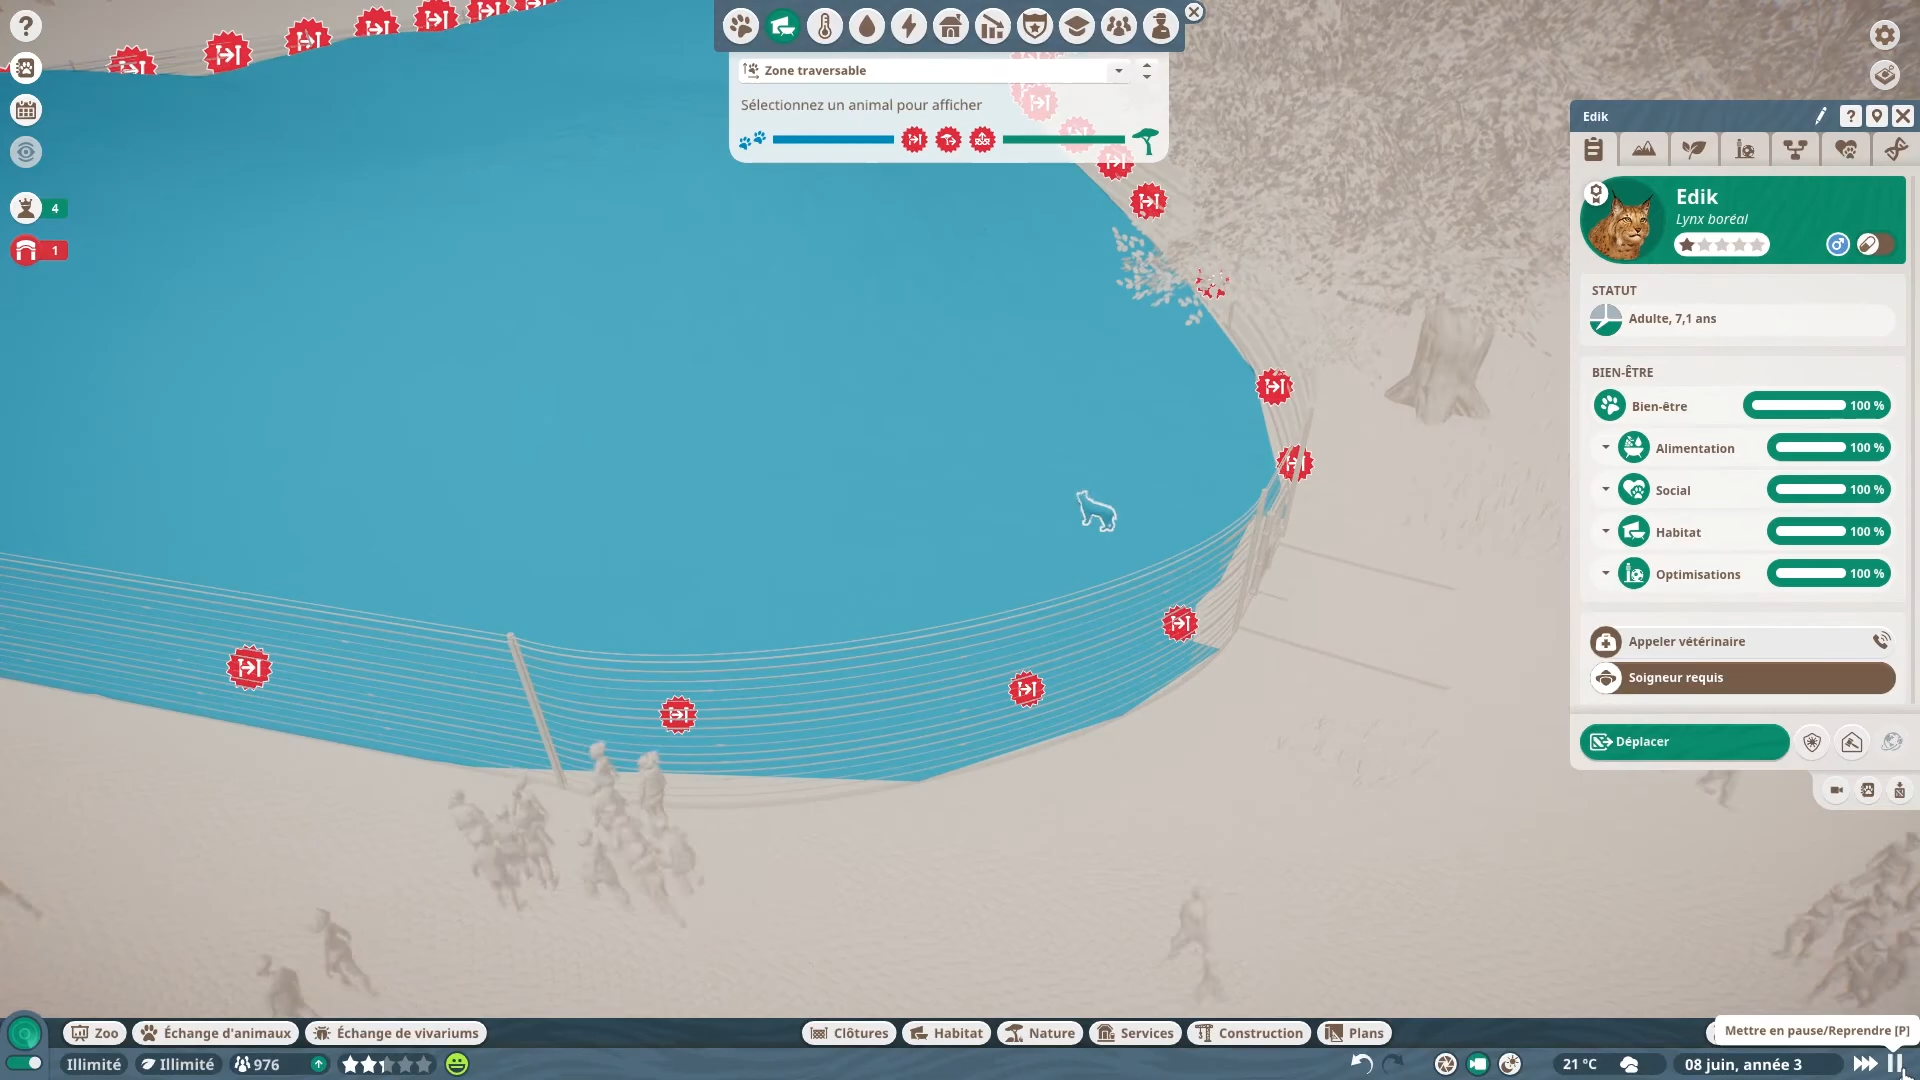 Zone traversable
Sélectionnez un animal pour afficher
4
1
Edik
?
Edik
Lynx boréal
STATUT
Adulte, 7,1 ans
BIEN-ÊTRE
Bien-être 100 %
Alimentation 100 %
Social 100 %
Habitat 100 %
Optimisations 100 %
Appeler vétérinaire
Soigneur requis
Déplacer
Mettre en pause/Reprendre [P]
Zoo
Échange d'animaux
Échange de vivariums
Clôtures
Habitat
Nature
Services
Construction
Plans
Illimité
Illimité
976
21 °C
08 juin, année 3